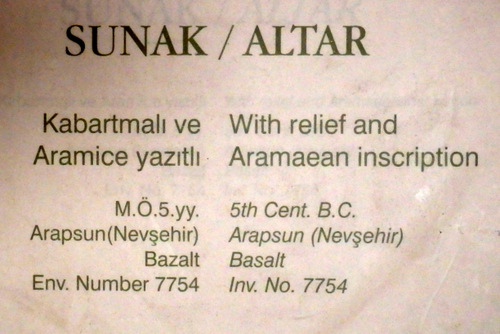 SUNAK / ALTAR
Kabartmalı ve
Aramice yazıtlı
With relief and
Aramaean inscription
M.Ö.5.yy.
Arapsun(Nevşehir)
Bazalt
Env. Number 7754
5th Cent. B.C.
Arapsun (Nevşehir)
Basalt
Inv. No. 7754